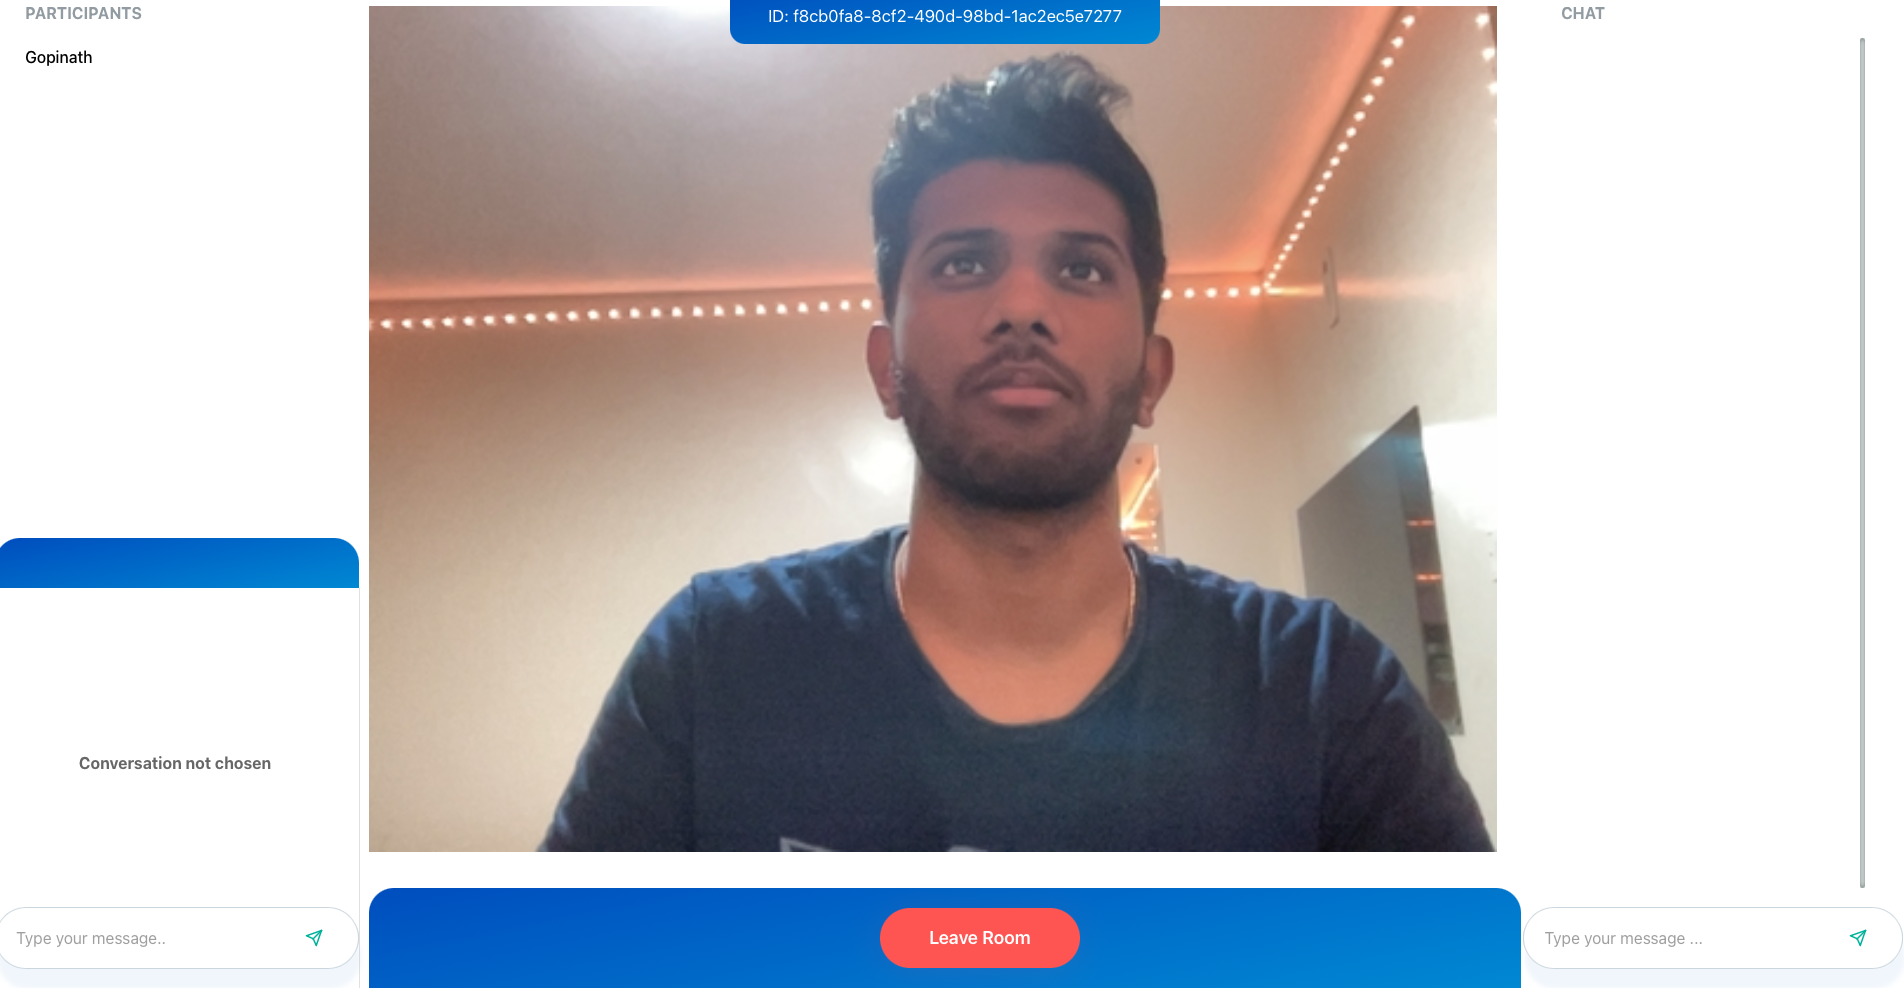 PARTICIPANTS
Gopinath
Conversation not chosen
Type your message..
ID: f8cb0fa8-8cf2-490d-98bd-1ac2ec5e7277
Leave Room
CHAT
Type your message ...